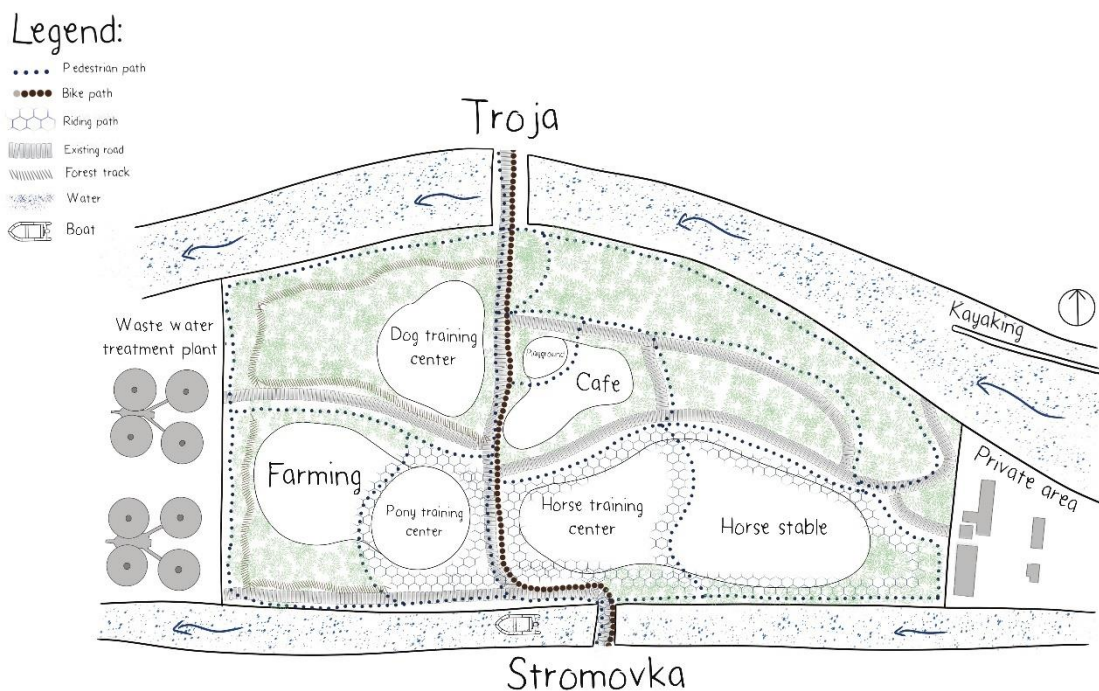 Legend:
Pedestrian path
Bike path
Riding path
Existing road
Forest track
Water
Boat
Troja
Kayaking
Waste water
treatment plant
Dog training
center
Playground
Cafe
Private area
Farming
Pony training
center
Horse training
center
Horse stable
Stromovka